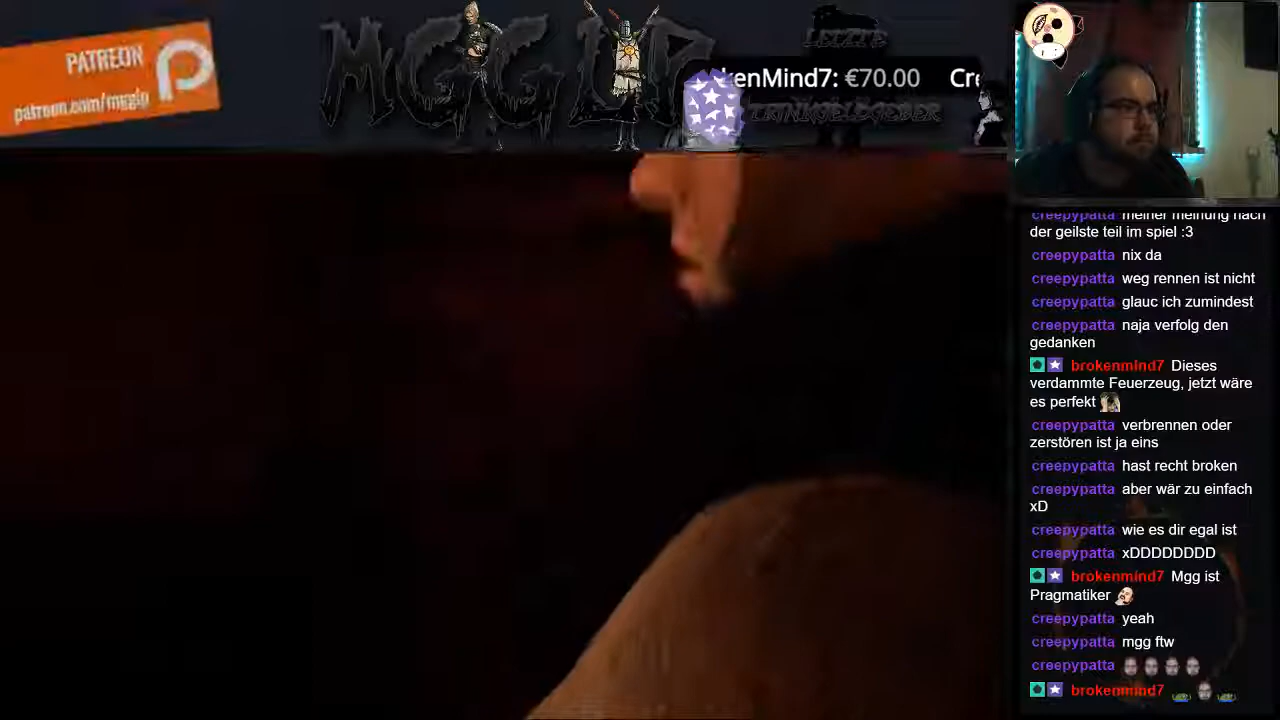 PATREON
patreon.com/mgglp
MGGLP
LETZTE
kenMind7: €70.00 Cre
TRINKGELDGEBER
creepypatta meiner meinung nach
der geilste teil im spiel :3
creepypatta nix da
creepypatta weg rennen ist nicht
creepypatta glauc ich zumindest
creepypatta naja verfolg den
gedanken
brokenmind7 Dieses
verdammte Feuerzeug, jetzt wäre
es perfekt
creepypatta verbrennen oder
zerstören ist ja eins
creepypatta hast recht broken
creepypatta aber wär zu einfach
xD
creepypatta wie es dir egal ist
creepypatta xDDDDDDDD
brokenmind7 Mgg ist
Pragmatiker
creepypatta yeah
creepypatta mgg ftw
creepypatta
brokenmind7